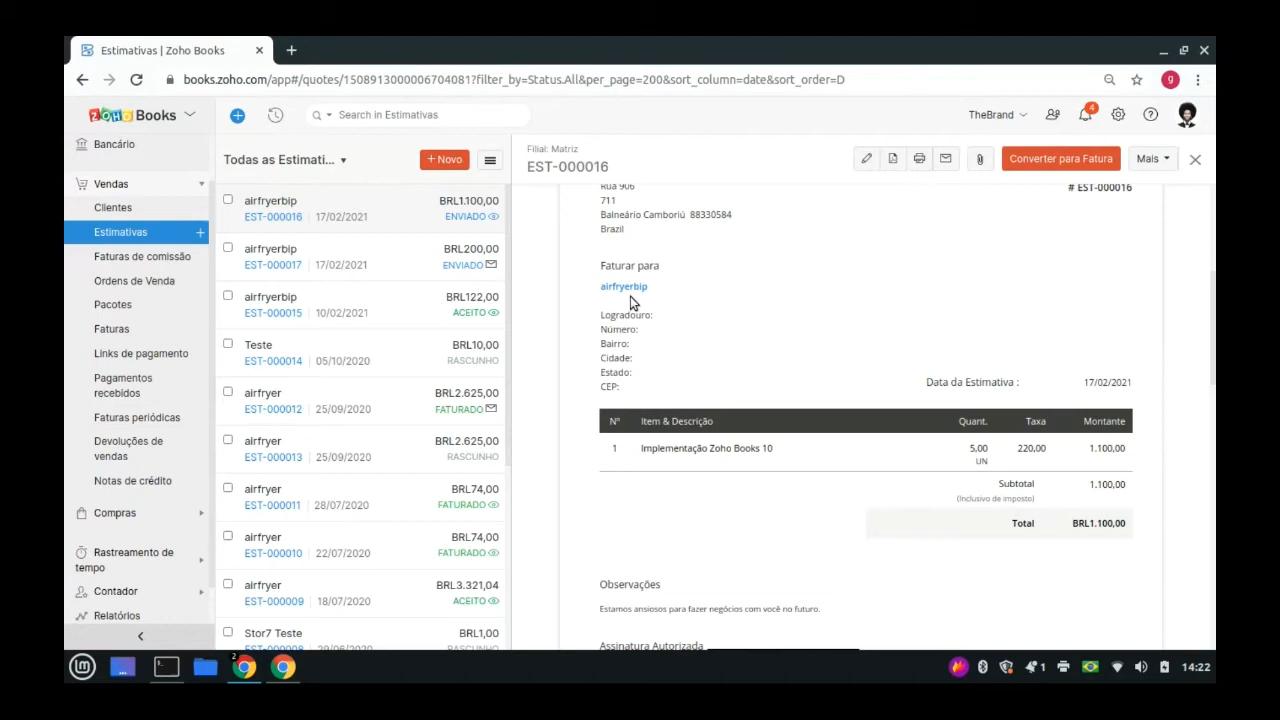 Estimativas | Zoho Books
books.zoho.com/app#/quotes/1508913000006704081?filter_by=Status.All&per_page=200&sort_column=date&sort_order=D
g
ZOHO Books
Search in Estimativas
TheBrand
4
Bancário
Vendas
Clientes
Estimativas
Faturas de comissão
Ordens de Venda
Pacotes
Faturas
Links de pagamento
Pagamentos
recebidos
Faturas periódicas
Devoluções de
vendas
Notas de crédito
Compras
Rastreamento de
tempo
Contador
Relatórios
Todas as Estimati...
+ Novo
airfryerbip BRL1.100,00
EST-000016 | 17/02/2021 ENVIADO
airfryerbip BRL200,00
EST-000017 | 17/02/2021 ENVIADO
airfryerbip BRL122,00
EST-000015 | 10/02/2021 ACEITO
Teste BRL10,00
EST-000014 | 05/10/2020 RASCUNHO
airfryer BRL2.625,00
EST-000012 | 25/09/2020 FATURADO
airfryer BRL2.625,00
EST-000013 | 25/09/2020 RASCUNHO
airfryer BRL74,00
EST-000011 | 28/07/2020 FATURADO
airfryer BRL74,00
EST-000010 | 22/07/2020 FATURADO
airfryer BRL3.321,04
EST-000009 | 18/07/2020 ACEITO
Stor7 Teste BRL1,00
EST-000008 | 29/06/2020 RASCUNHO
Filial: Matriz
EST-000016
Converter para Fatura
Mais
Rua 906
# EST-000016
711
Balneário Camboriú 88330584
Brazil
Faturar para
airfryerbip
Logradouro:
Número:
Bairro:
Cidade:
Estado:
CEP:
Data da Estimativa : 17/02/2021
Nº Item & Descrição Quant. Taxa Montante
1 Implementação Zoho Books 10 5,00 220,00 1.100,00
UN
Subtotal 1.100,00
(Inclusivo de imposto)
Total BRL1.100,00
Observações
Estamos ansiosos para fazer negócios com você no futuro.
Assinatura Autorizada
2
1
14:22